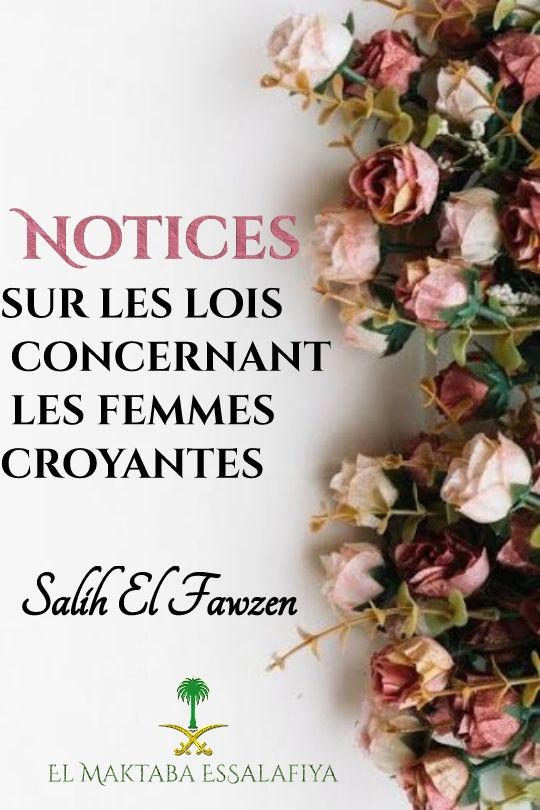 NOTICES
SUR LES LOIS
CONCERNANT
LES FEMMES
CROYANTES
Salih El Fawzen
EL MAKTABA ESSALAFIYA